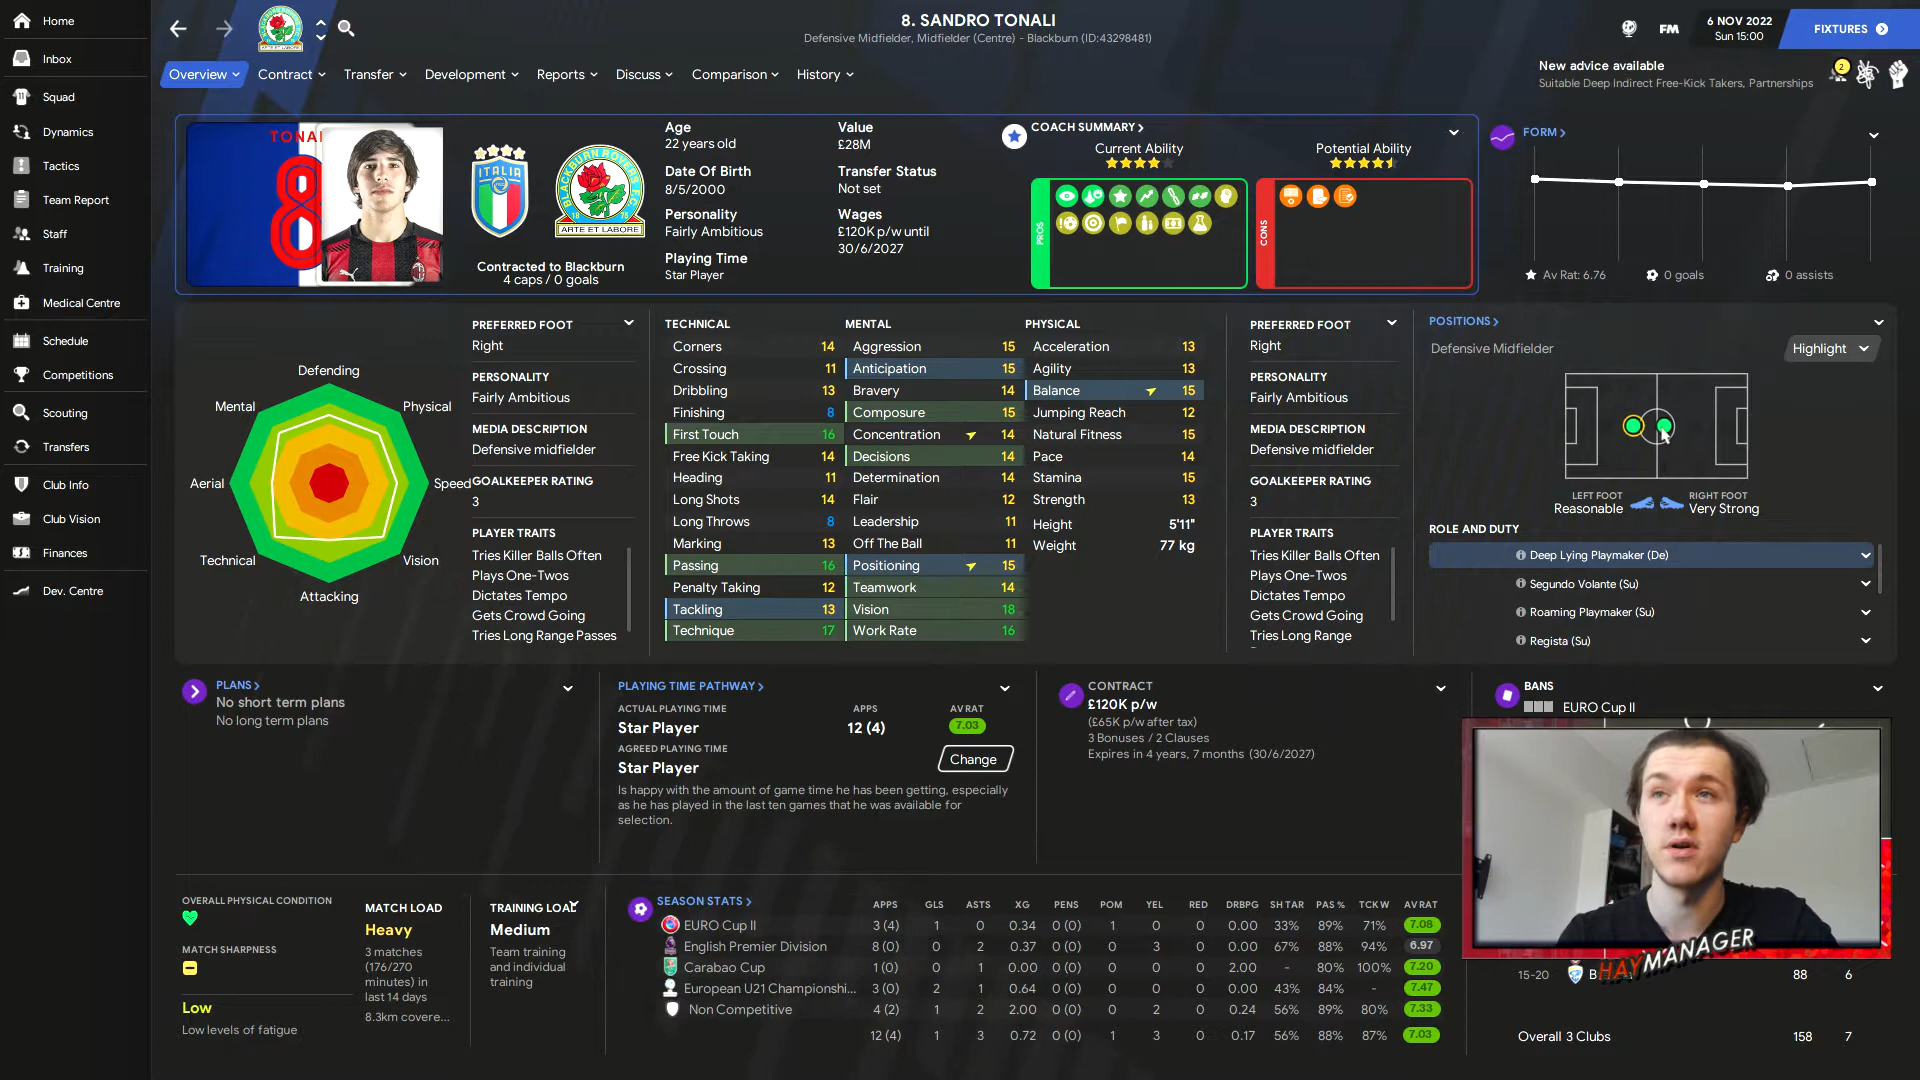 Home
Inbox
Squad
Dynamics
Tactics
Team Report
Staff
Training
Medical Centre
Schedule
Competitions
Scouting
Transfers
Club Info
Club Vision
Finances
Dev. Centre
8. SANDRO TONALI
Defensive Midfielder, Midfielder (Centre) - Blackburn (ID:43298481)
FM
6 NOV 2022
Sun 15:00
FIXTURES
Overview
Contract
Transfer
Development
Reports
Discuss
Comparison
History
New advice available
Suitable Deep Indirect Free-Kick Takers, Partnerships
2
TONAL
8
ITALIA
BLACKBURN ROVERS F.C.
18 75
ARTE ET LABORE
Contracted to Blackburn
4 caps / 0 goals
Age
22 years old
Date Of Birth
8/5/2000
Personality
Fairly Ambitious
Playing Time
Star Player
Value
£28M
Transfer Status
Not set
Wages
£120K p/w until
30/6/2027
COACH SUMMARY
Current Ability
Potential Ability
PROS
CONS
FORM
Av Rat: 6.76
0 goals
0 assists
Defending
Physical
Speed
Vision
Attacking
Technical
Aerial
Mental
PREFERRED FOOT
Right
PERSONALITY
Fairly Ambitious
MEDIA DESCRIPTION
Defensive midfielder
GOALKEEPER RATING
3
PLAYER TRAITS
Tries Killer Balls Often
Plays One-Twos
Dictates Tempo
Gets Crowd Going
Tries Long Range Passes
TECHNICAL
Corners 14
Crossing 11
Dribbling 13
Finishing 8
First Touch 16
Free Kick Taking 14
Heading 11
Long Shots 14
Long Throws 8
Marking 13
Passing 16
Penalty Taking 12
Tackling 13
Technique 17
MENTAL
Aggression 15
Anticipation 15
Bravery 14
Composure 15
Concentration 14
Decisions 14
Determination 14
Flair 12
Leadership 11
Off The Ball 11
Positioning 15
Teamwork 14
Vision 18
Work Rate 16
PHYSICAL
Acceleration 13
Agility 13
Balance 15
Jumping Reach 12
Natural Fitness 15
Pace 14
Stamina 15
Strength 13
Height 5'11"
Weight 77 kg
PREFERRED FOOT
Right
PERSONALITY
Fairly Ambitious
MEDIA DESCRIPTION
Defensive midfielder
GOALKEEPER RATING
3
PLAYER TRAITS
Tries Killer Balls Often
Plays One-Twos
Dictates Tempo
Gets Crowd Going
Tries Long Range
POSITIONS
Defensive Midfielder
Highlight
LEFT FOOT
Reasonable
RIGHT FOOT
Very Strong
ROLE AND DUTY
Deep Lying Playmaker (De)
Segundo Volante (Su)
Roaming Playmaker (Su)
Regista (Su)
PLANS
No short term plans
No long term plans
PLAYING TIME PATHWAY
ACTUAL PLAYING TIME APPS AV RAT
Star Player 12 (4) 7.03
AGREED PLAYING TIME
Star Player
Change
Is happy with the amount of game time he has been getting, especially
as he has played in the last ten games that he was available for
selection.
CONTRACT
£120K p/w
(£65K p/w after tax)
3 Bonuses / 2 Clauses
Expires in 4 years, 7 months (30/6/2027)
BANS
EURO Cup II
OVERALL PHYSICAL CONDITION
MATCH SHARPNESS
Low
Low levels of fatigue
MATCH LOAD
Heavy
3 matches
(176/270
minutes) in
last 14 days
8.3km covere...
TRAINING LOAD
Medium
Team training
and individual
training
SEASON STATS APPS GLS ASTS XG PENS POM YEL RED DRBPG SH TAR PAS % TCK W AV RAT
EURO Cup II 3 (4) 1 0 0.34 0 (0) 1 0 0 0.00 33% 89% 71% 7.08
English Premier Division 8 (0) 0 2 0.37 0 (0) 0 3 0 0.00 67% 88% 94% 6.97
Carabao Cup 1 (0) 0 1 0.00 0 (0) 0 0 0 2.00 - 80% 100% 7.20
European U21 Championshi... 3 (0) 2 1 0.64 0 (0) 0 0 0 0.00 43% 84% - 7.47
Non Competitive 4 (2) 1 2 2.00 0 (0) 0 2 0 0.24 56% 89% 80% 7.33
12 (4) 1 3 0.72 0 (0) 1 3 0 0.17 56% 88% 87% 7.03
HAYMANAGER
15-20 B 88 6
Overall 3 Clubs 158 7